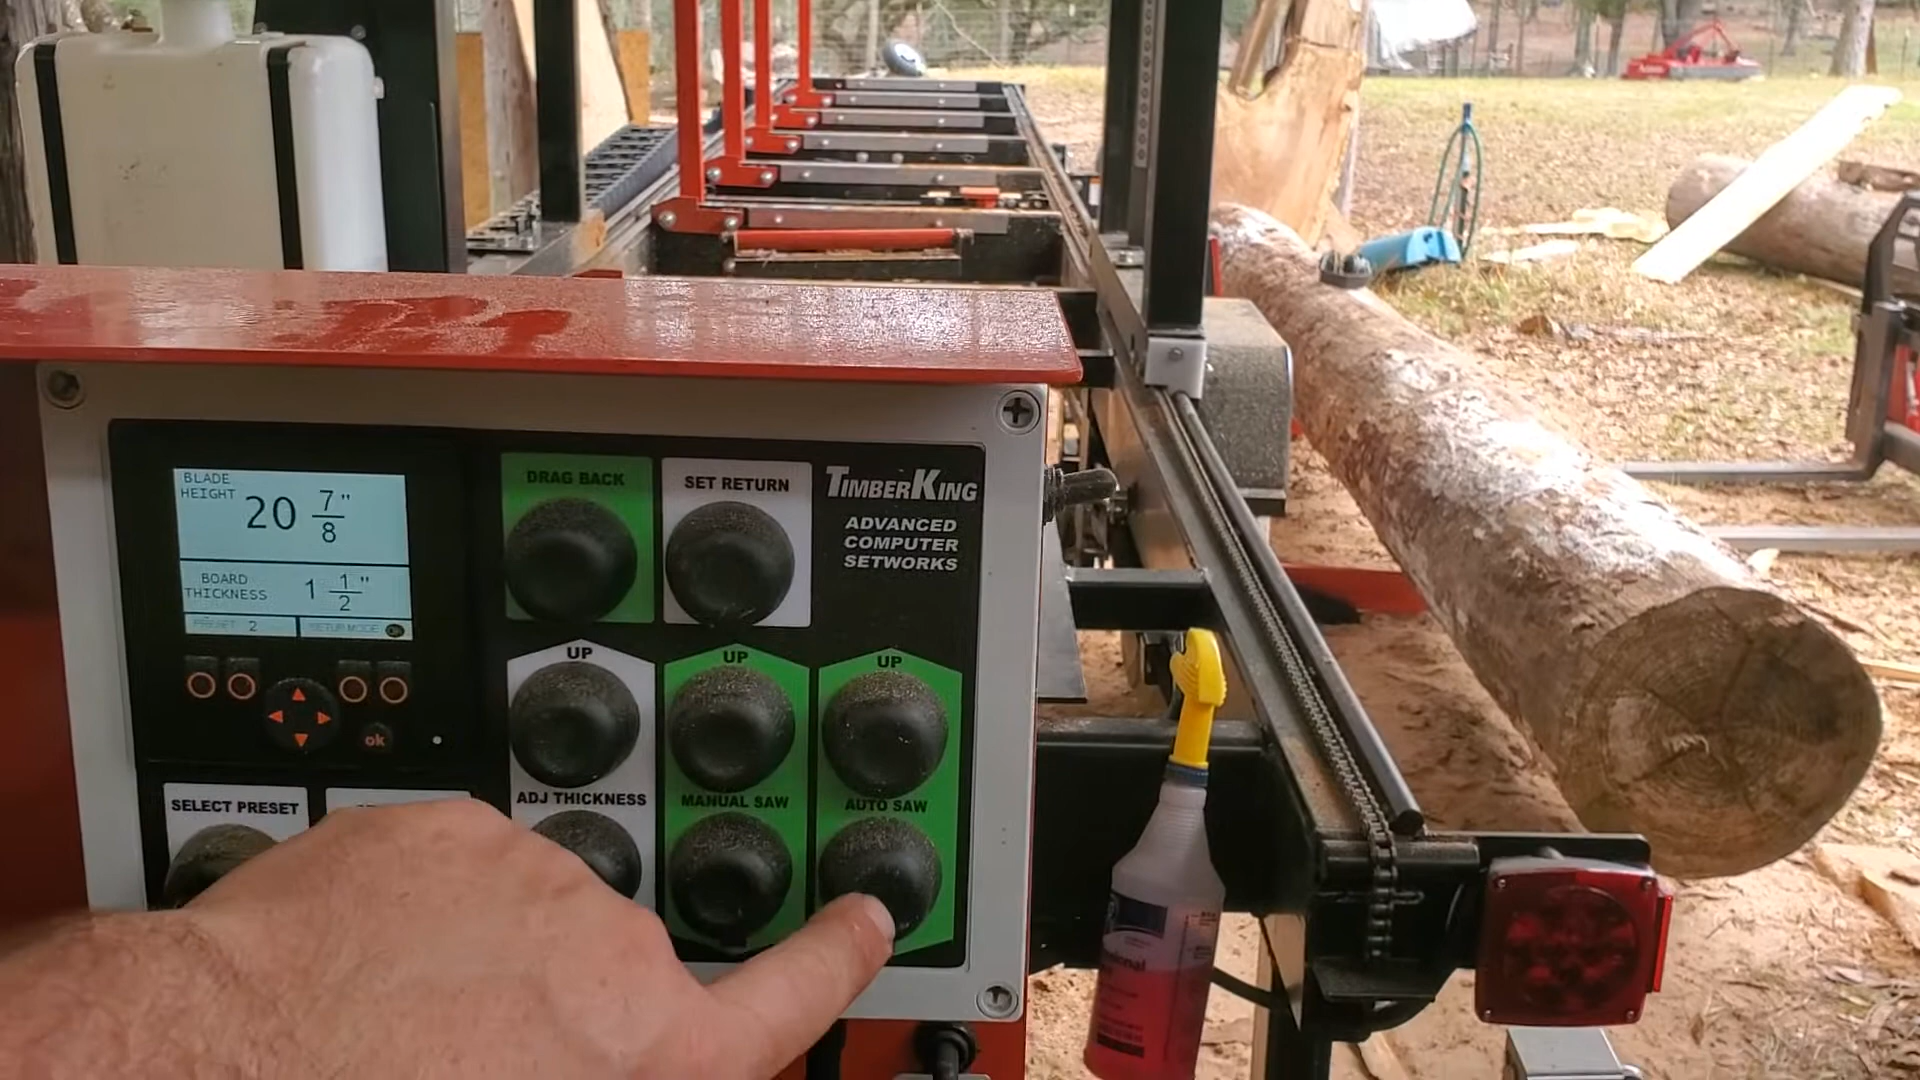 BLADE
HEIGHT 20 7/8"
BOARD
THICKNESS 1 1/2"
PRESET 2
SETUP MODE OK
ok
DRAG BACK
SET RETURN
TIMBERKING
ADVANCED
COMPUTER
SETWORKS
UP
UP
UP
ADJ THICKNESS
MANUAL SAW
AUTO SAW
SELECT PRESET